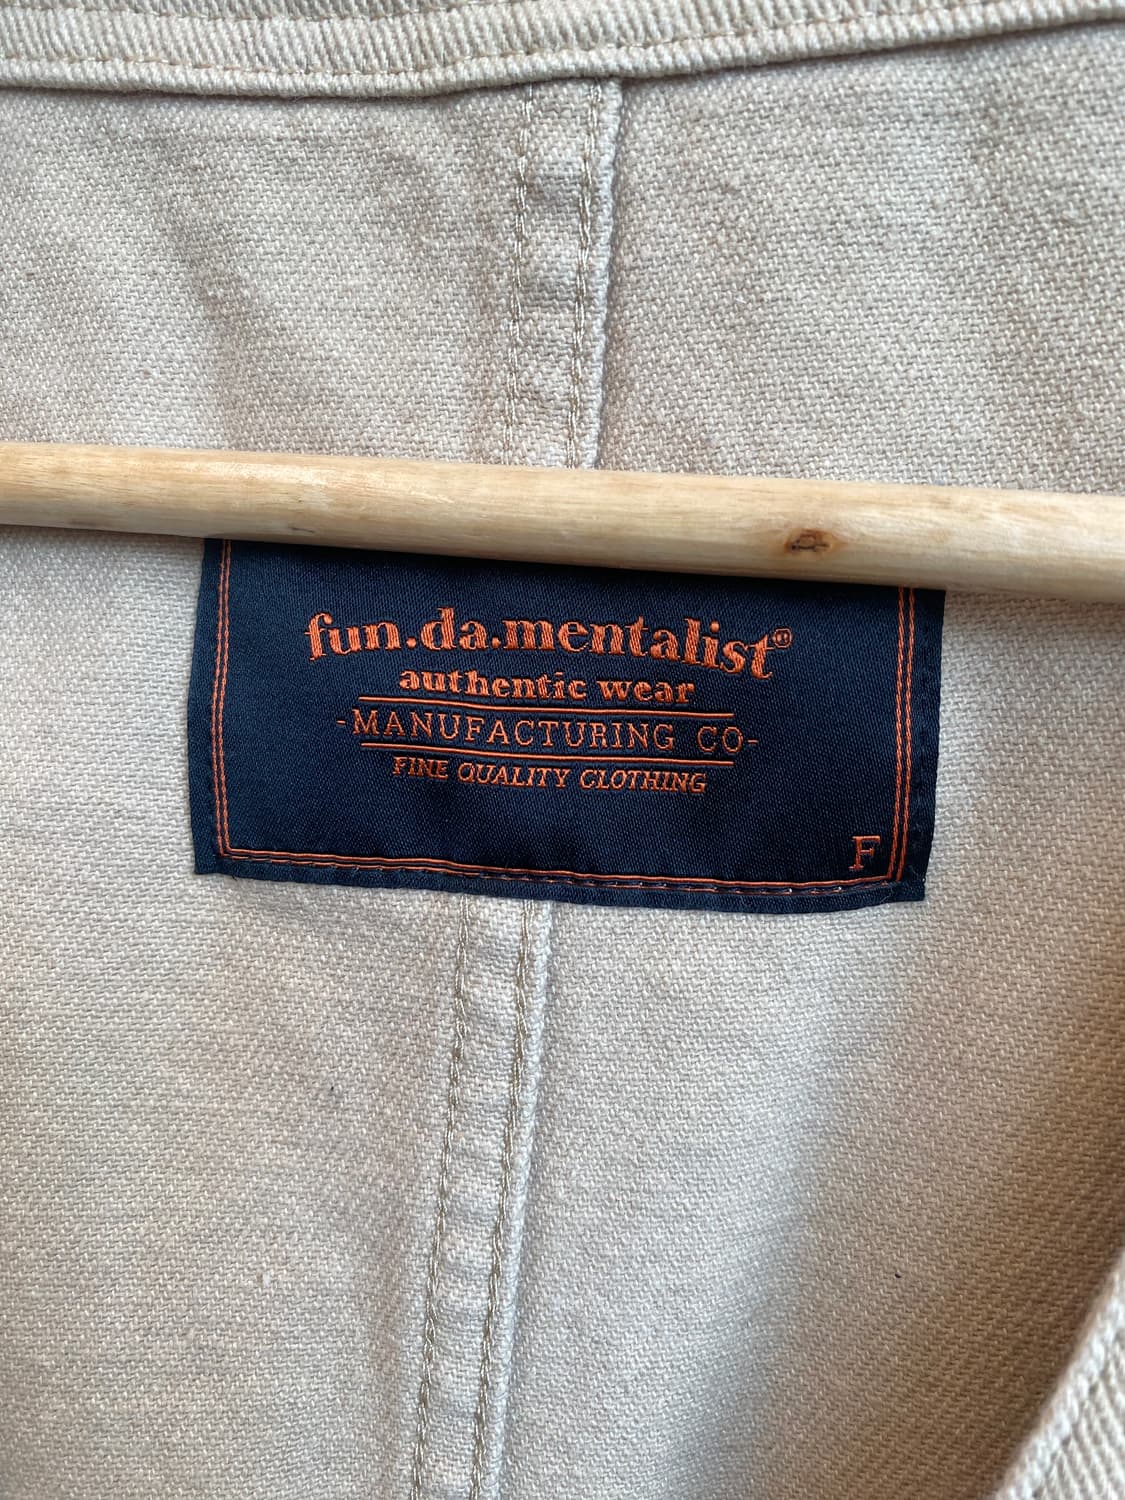 fun.da.mentalist®
authentic wear
-MANUFACTURING CO-
FINE QUALITY CLOTHING
F